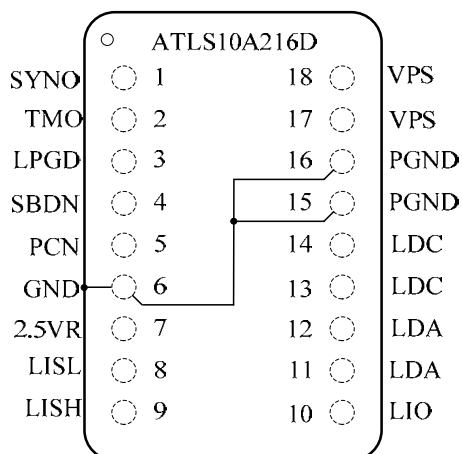 ATLS10A216D
SYNO 1 18 VPS
TMO 2 17 VPS
LPGD 3 16 PGND
SBDN 4 15 PGND
PCN 5 14 LDC
GND 6 13 LDC
2.5VR 7 12 LDA
LISL 8 11 LDA
LISH 9 10 LIO